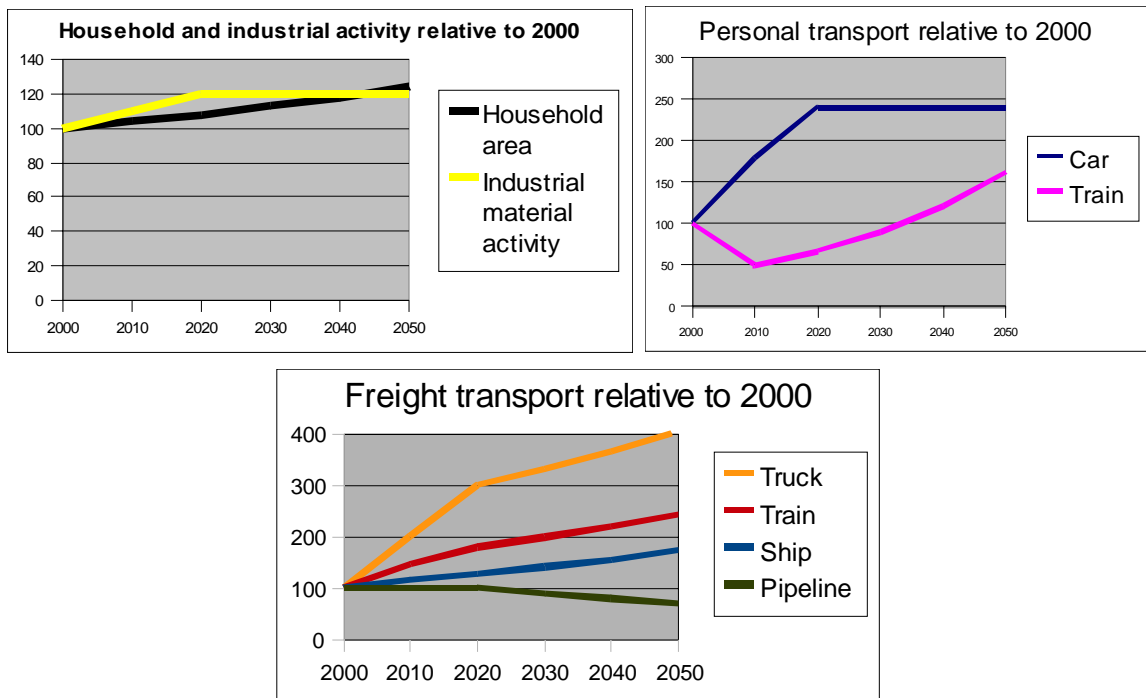 Household and industrial activity relative to 2000
140
120
100
80
60
40
20
0
2000 2010 2020 2030 2040 2050
Household
area
Industrial
material
activity
Personal transport relative to 2000
300
250
200
150
100
50
0
2000 2010 2020 2030 2040 2050
Car
Train
Freight transport relative to 2000
400
300
200
100
0
2000 2010 2020 2030 2040 2050
Truck
Train
Ship
Pipeline